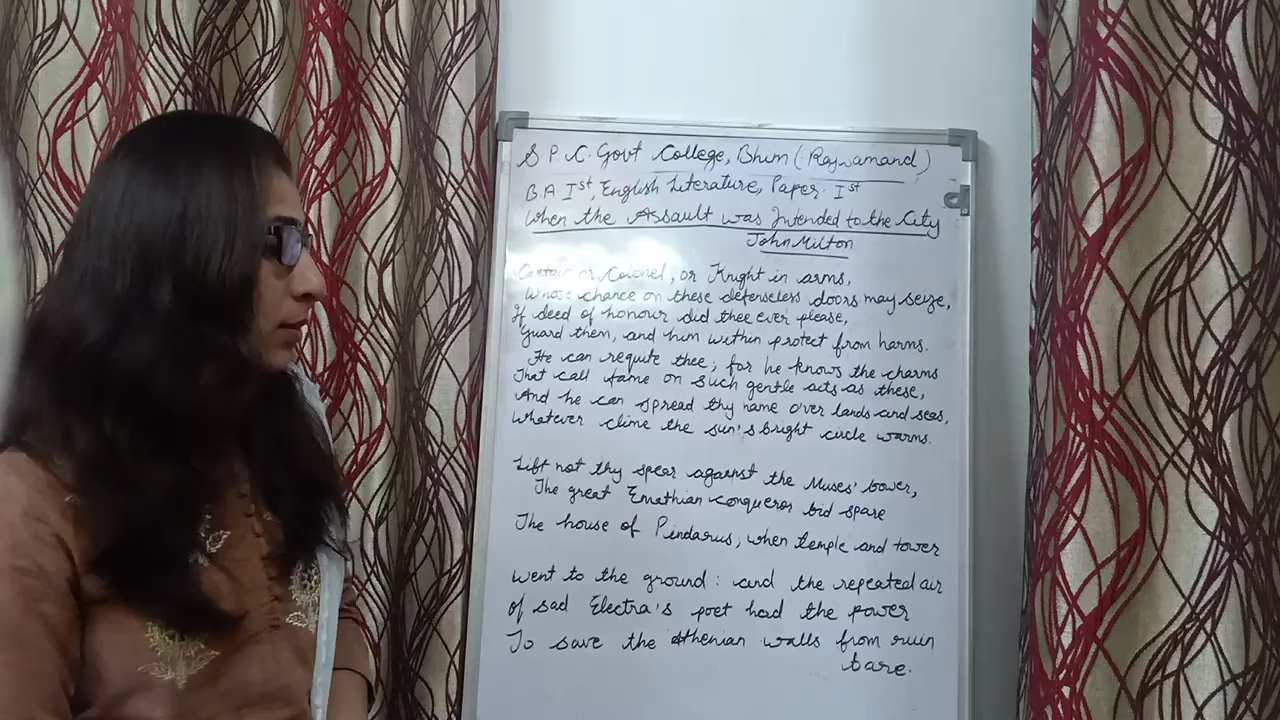 S P. C. Govt College, Bhim (Rajsamand)
B.A Ist, English Literature, Paper. Ist
When the Assault was Intended to the City
John Milton
Captain or Colonel, or Knight in arms,
Whose chance on these defenseless doors may seize,
If deed of honour did thee ever please,
guard them, and him within protect from harms.
He can requite thee; for he knows the charms
That call fame on such gentle acts as these,
And he can spread thy name o'er lands and seas,
Whatever clime the sun's bright circle warms.
Lift not thy spear against the Muses' bower,
The great Emathian conqueror bid spare
The house of Pindarus, when temple and tower
Went to the ground: and the repeated air
of sad Electra's poet had the power
To save the Athenian walls from ruin
bare.